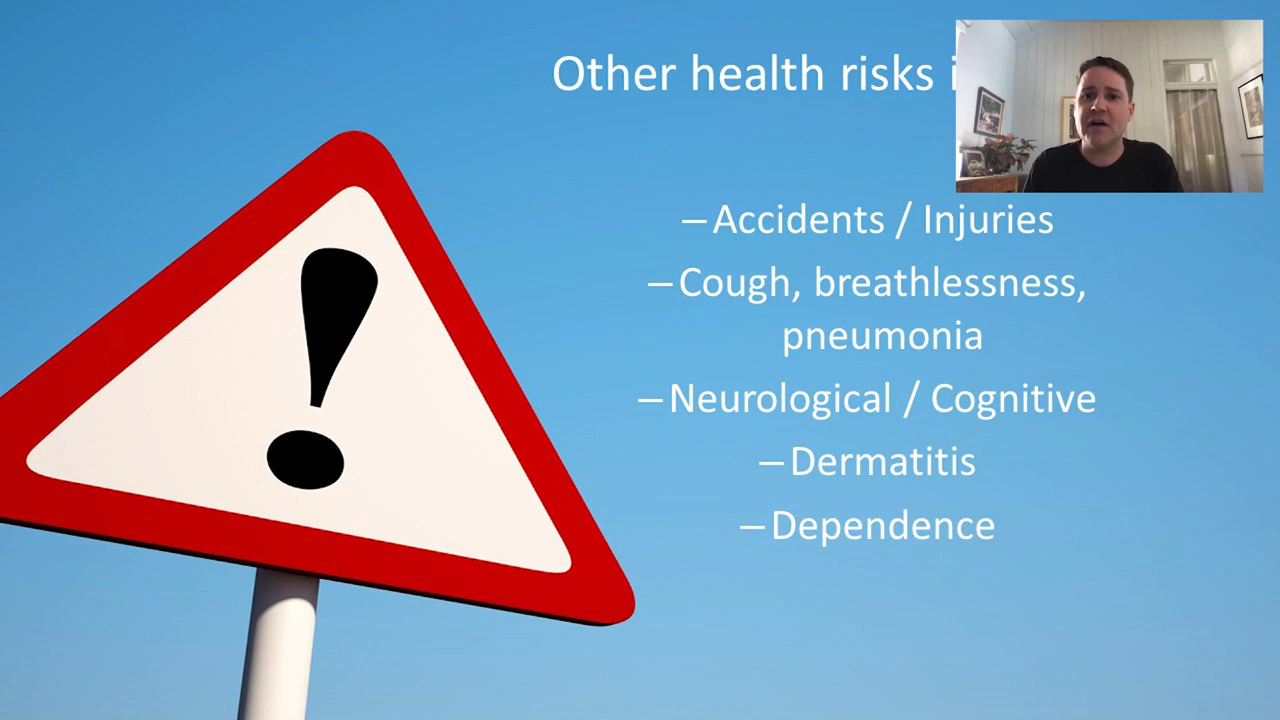 Other health risks
– Accidents / Injuries
– Cough, breathlessness,
pneumonia
– Neurological / Cognitive
– Dermatitis
– Dependence